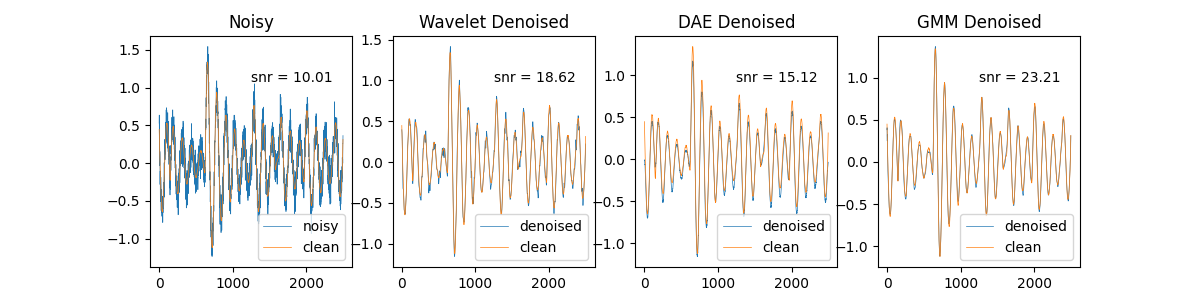 Noisy
snr = 10.01
1.5
1.0
0.5
0.0
−0.5
−1.0
noisy
clean
0
1000
2000
Wavelet Denoised
snr = 18.62
1.5
1.0
0.5
0.0
−0.5
−1.0
denoised
clean
0
1000
2000
DAE Denoised
snr = 15.12
1.0
0.5
0.0
−0.5
−1.0
denoised
clean
0
1000
2000
GMM Denoised
snr = 23.21
1.0
0.5
0.0
−0.5
−1.0
denoised
clean
0
1000
2000